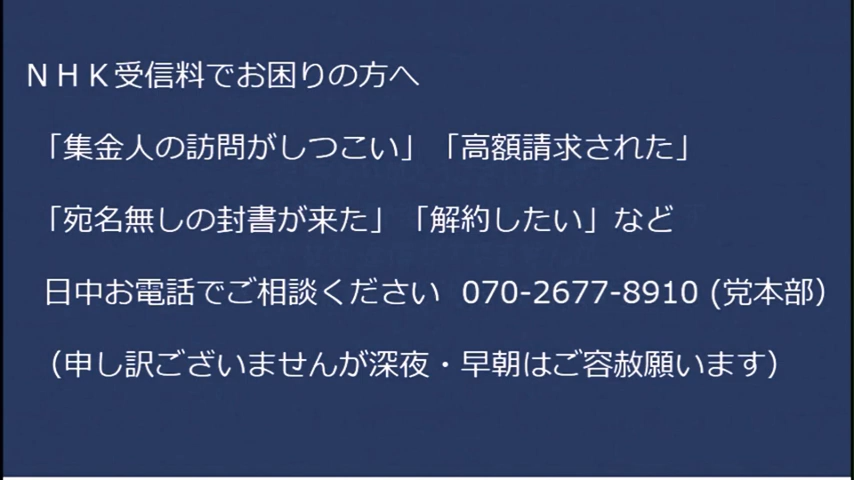 ＮＨＫ受信料でお困りの方へ
「集金人の訪問がしつこい」「高額請求された」
「宛名無しの封書が来た」「解約したい」など
日中お電話でご相談ください 070-2677-8910 (党本部）
（申し訳ございませんが深夜・早朝はご容赦願います）